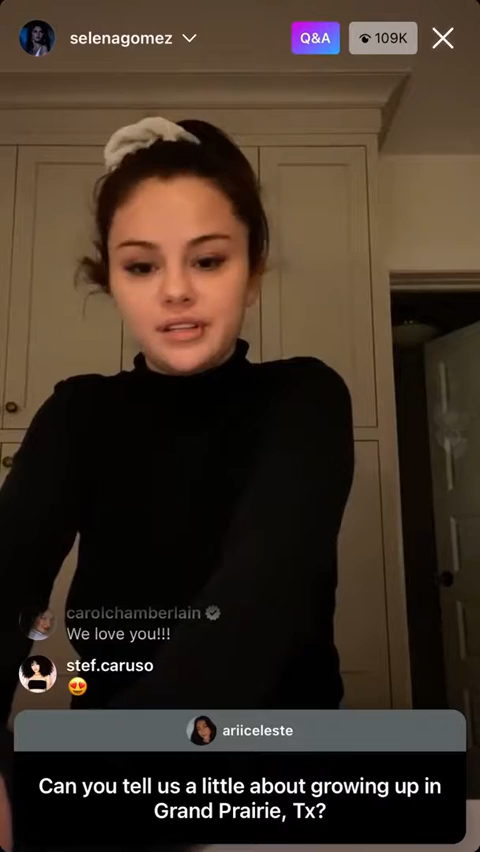 selenagomez
Q&A
109K
carolchamberlain
We love you!!!
stef.caruso
😍
ariiceleste
Can you tell us a little about growing up in
Grand Prairie, Tx?